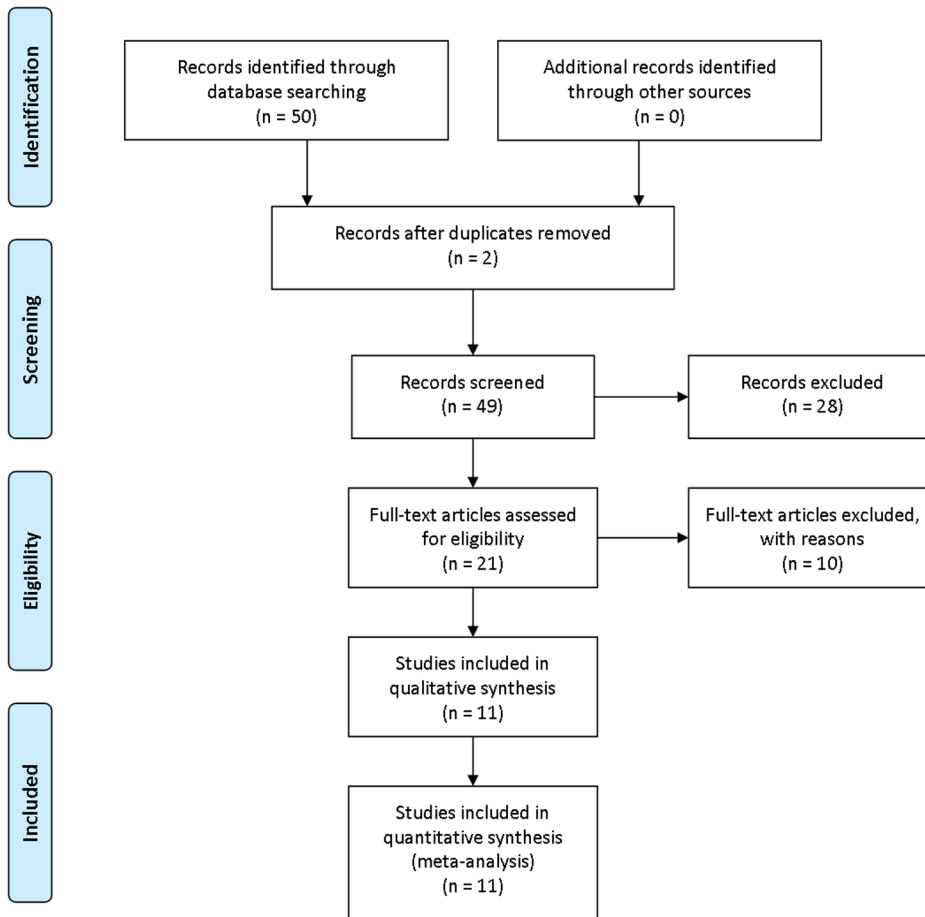 Identification
Records identified through
database searching
(n = 50)
Additional records identified
through other sources
(n = 0)
Records after duplicates removed
(n = 2)
Screening
Records screened
(n = 49)
Records excluded
(n = 28)
Eligibility
Full-text articles assessed
for eligibility
(n = 21)
Full-text articles excluded,
with reasons
(n = 10)
Studies included in
qualitative synthesis
(n = 11)
Included
Studies included in
quantitative synthesis
(meta-analysis)
(n = 11)